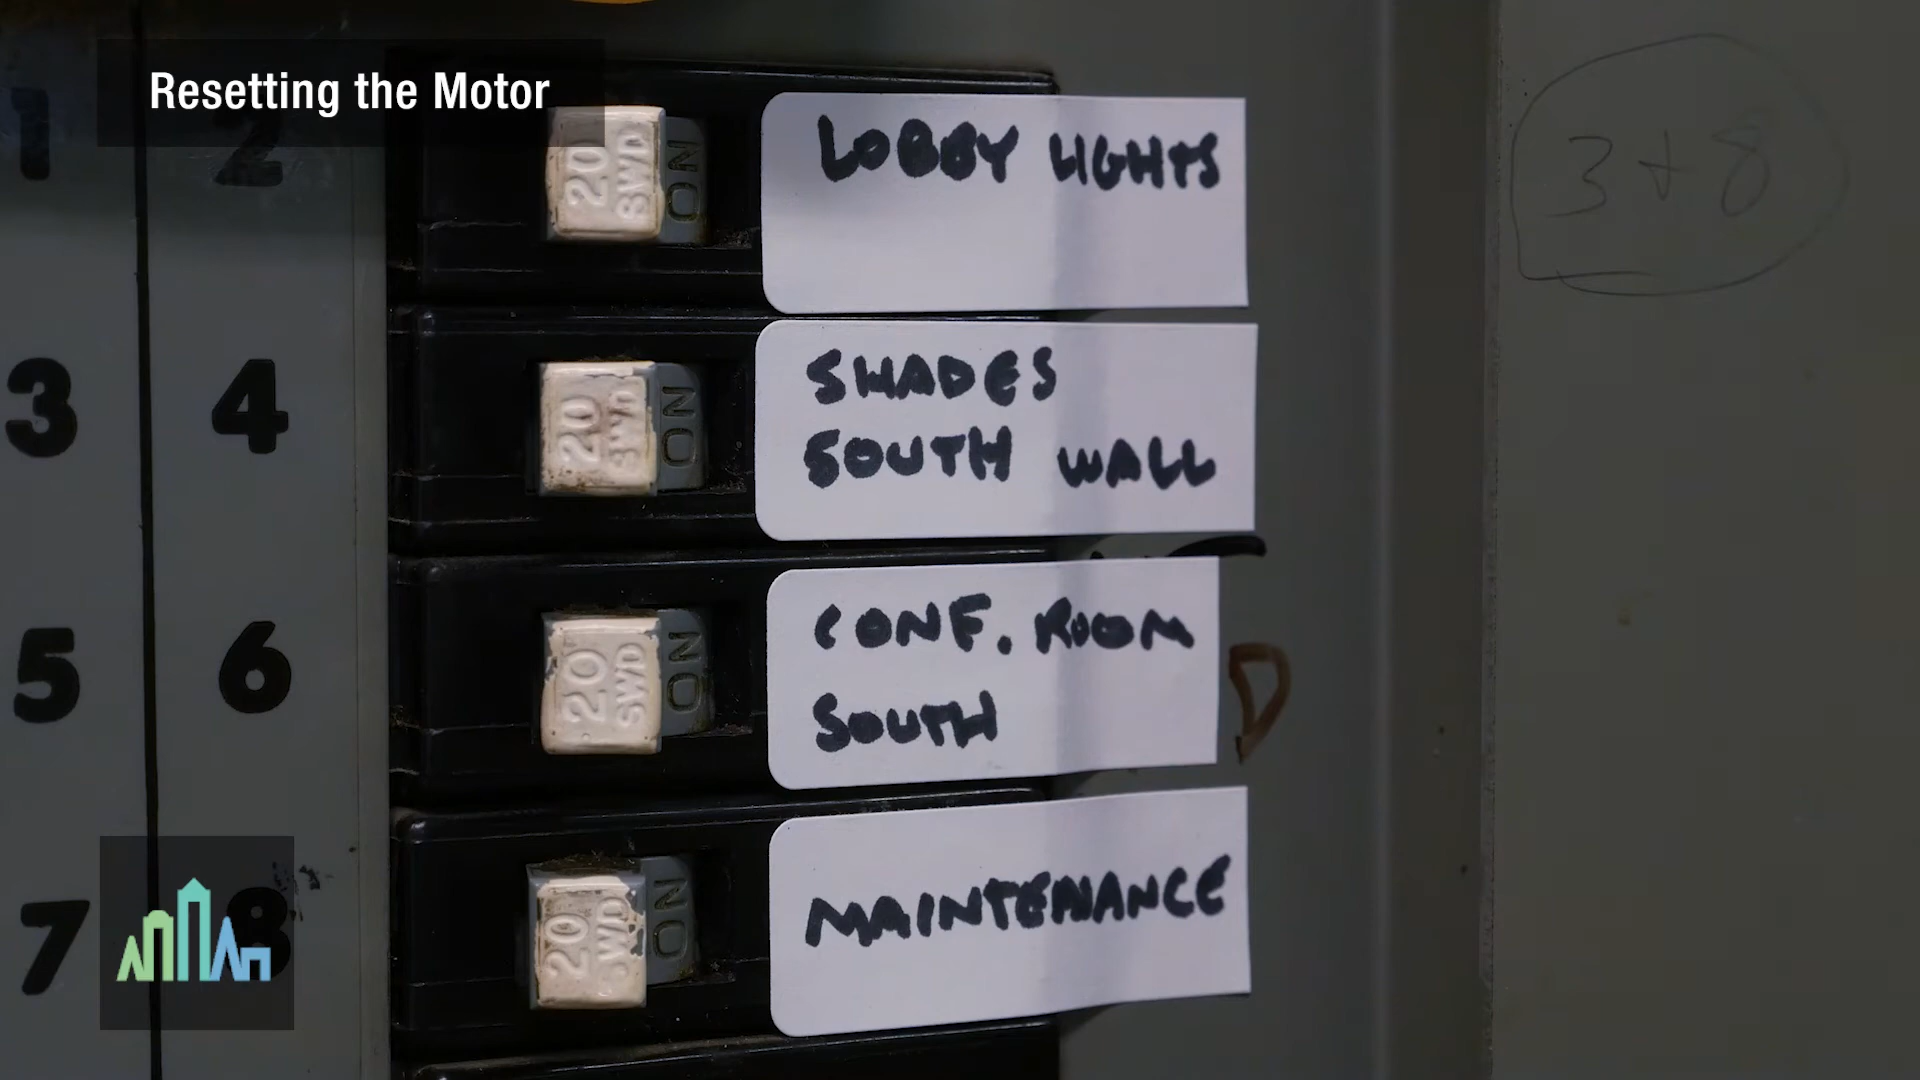 Resetting the Motor
1 2
20 SWD ON
LOBBY LIGHTS
3 + 8
3 4
20 SWD ON
SHADES
SOUTH WALL
5 6
20 SWD ON
CONF. ROOM
SOUTH
D
7 8
20 SWD ON
MAINTENANCE